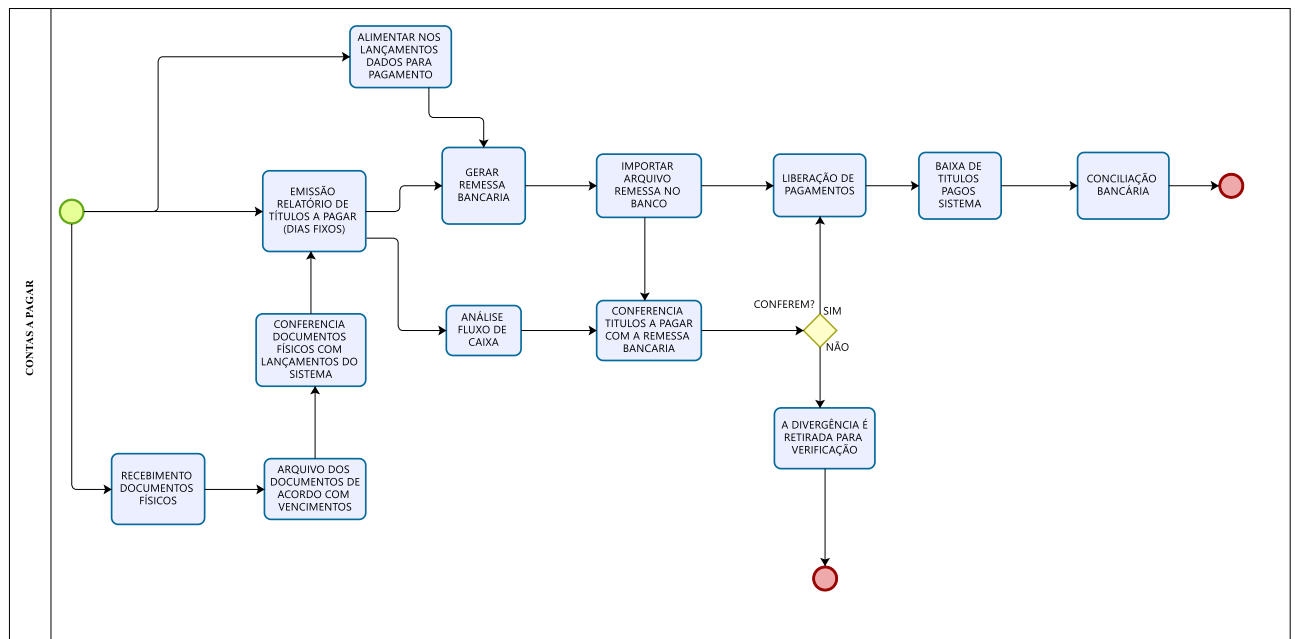 CONTAS A PAGAR
ALIMENTAR NOS
LANÇAMENTOS
DADOS PARA
PAGAMENTO
EMISSÃO
RELATÓRIO DE
TÍTULOS A PAGAR
(DIAS FIXOS)
GERAR
REMESSA
BANCARIA
IMPORTAR
ARQUIVO
REMESSA NO
BANCO
LIBERAÇÃO DE
PAGAMENTOS
BAIXA DE
TITULOS
PAGOS
SISTEMA
CONCILIAÇÃO
BANCÁRIA
CONFERENCIA
DOCUMENTOS
FÍSICOS COM
LANÇAMENTOS DO
SISTEMA
ANÁLISE
FLUXO DE
CAIXA
CONFERENCIA
TITULOS A PAGAR
COM A REMESSA
BANCARIA
CONFEREM?
SIM
NÃO
A DIVERGÊNCIA É
RETIRADA PARA
VERIFICAÇÃO
RECEBIMENTO
DOCUMENTOS
FÍSICOS
ARQUIVO DOS
DOCUMENTOS DE
ACORDO COM
VENCIMENTOS